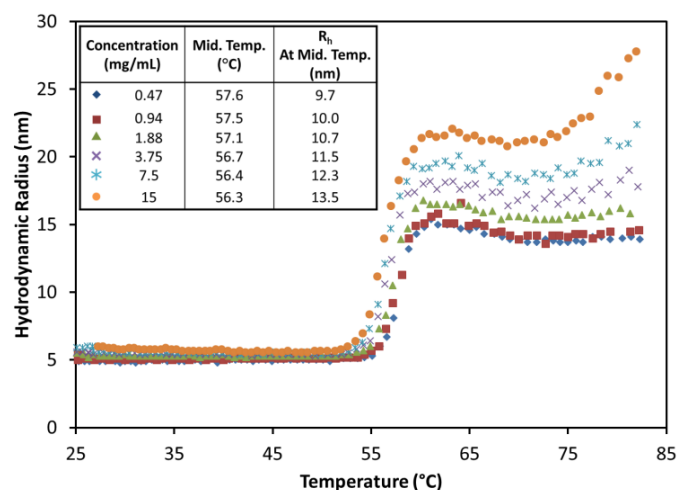 30
25
20
15
10
5
0
Hydrodynamic Radius (nm)
Concentration (mg/mL) Mid. Temp. (°C) Rh At Mid. Temp. (nm)
0.47 57.6 9.7
0.94 57.5 10.0
1.88 57.1 10.7
3.75 56.7 11.5
7.5 56.4 12.3
15 56.3 13.5
25 35 45 55 65 75 85
Temperature (°C)